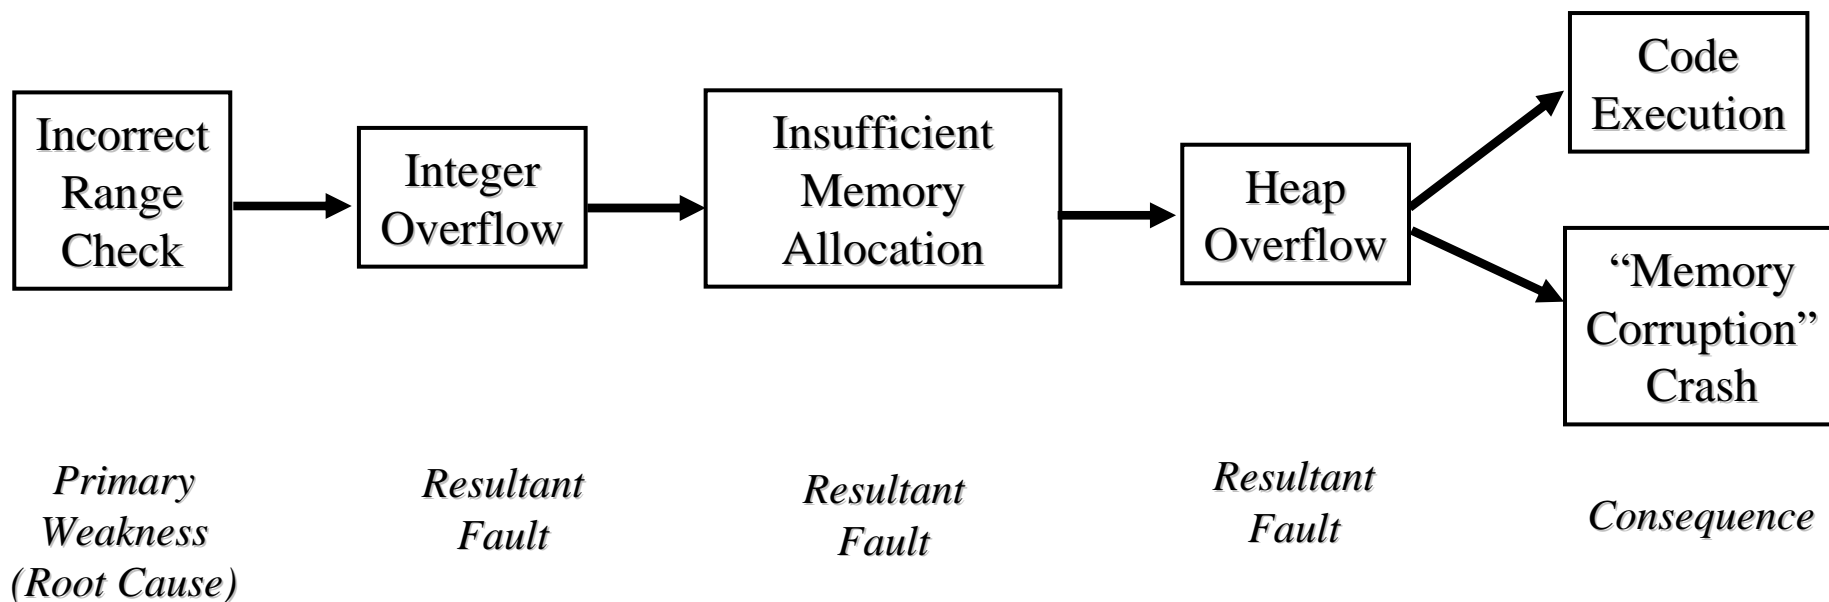 Incorrect
Range
Check
Integer
Overflow
Insufficient
Memory
Allocation
Heap
Overflow
Code
Execution
“Memory
Corruption”
Crash
Primary
Weakness
(Root Cause)
Resultant
Fault
Resultant
Fault
Resultant
Fault
Consequence